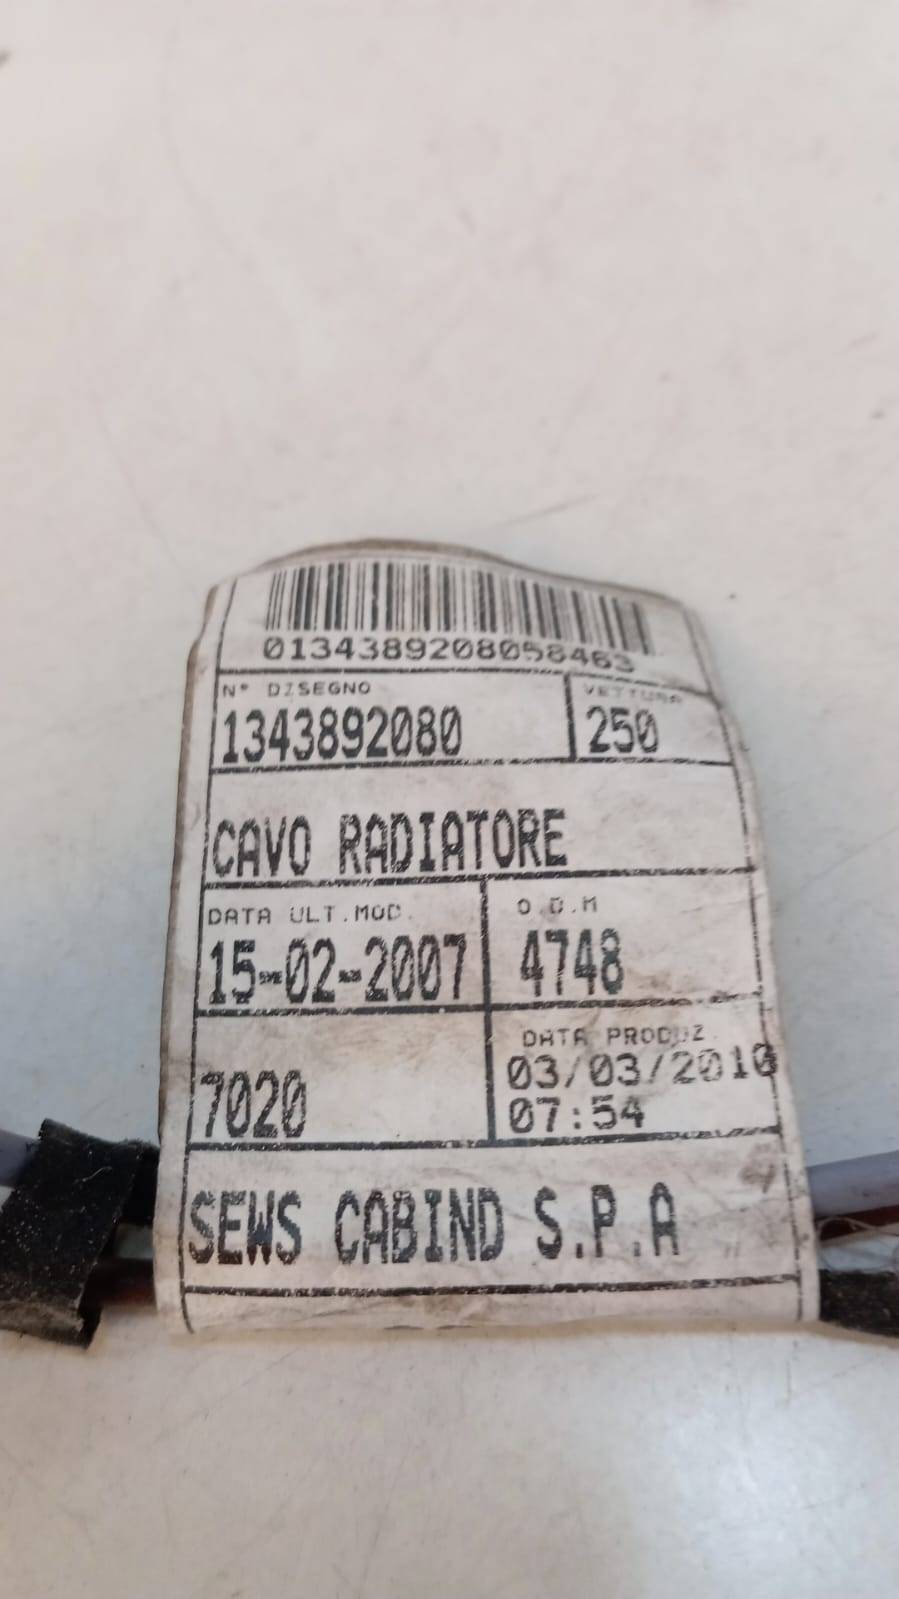 0134389208058463
N° DISEGNO VETTURA
1343892080 250
CAVO RADIATORE
DATA ULT.MOD. O.D.M
15-02-2007 4748
DATA PRODUZ.
7020 03/03/2010
07:54
SEWS CABIND S.P.A